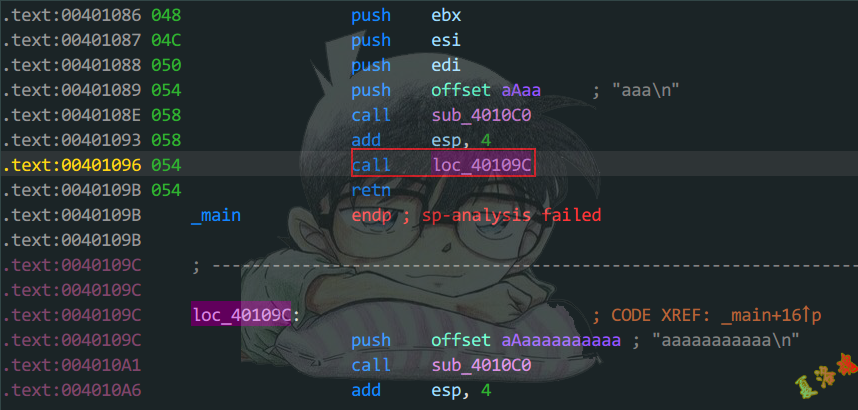 .text:00401086 048 push ebx
.text:00401087 04C push esi
.text:00401088 050 push edi
.text:00401089 054 push offset aAaa ; "aaa\n"
.text:0040108E 058 call sub_4010C0
.text:00401093 058 add esp, 4
.text:00401096 054 call loc_40109C
.text:0040109B 054 retn
.text:0040109B _main endp ; sp-analysis failed
.text:0040109B
.text:0040109C ; ---------------------------------------------------------------------------
.text:0040109C
.text:0040109C loc_40109C: ; CODE XREF: _main+16↑p
.text:0040109C push offset aAaaaaaaaaaa ; "aaaaaaaaaaa\n"
.text:004010A1 call sub_4010C0
.text:004010A6 add esp, 4